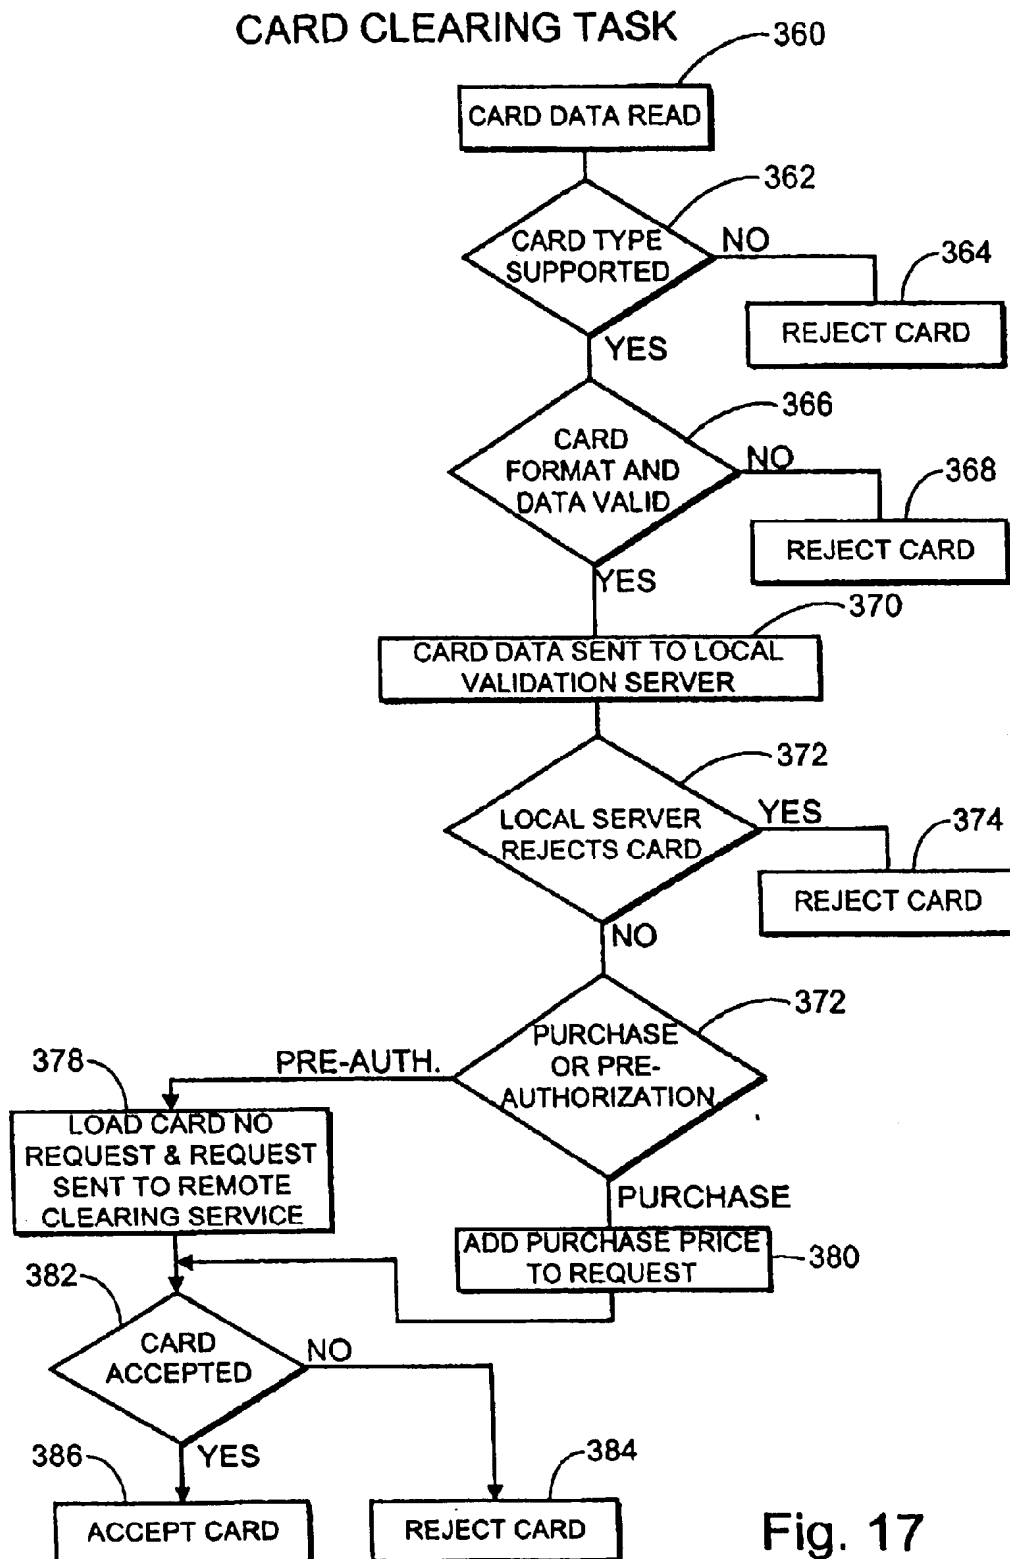 CARD CLEARING TASK
360
CARD DATA READ
362
CARD TYPE
SUPPORTED
NO
364
REJECT CARD
YES
366
CARD
FORMAT AND
DATA VALID
NO
368
REJECT CARD
YES
370
CARD DATA SENT TO LOCAL
VALIDATION SERVER
372
LOCAL SERVER
REJECTS CARD
YES
374
REJECT CARD
NO
372
PURCHASE
OR PRE-
AUTHORIZATION
PRE-AUTH.
378
LOAD CARD NO
REQUEST & REQUEST
SENT TO REMOTE
CLEARING SERVICE
PURCHASE
ADD PURCHASE PRICE
TO REQUEST
380
382
CARD
ACCEPTED
NO
YES
386
384
ACCEPT CARD
REJECT CARD
Fig. 17